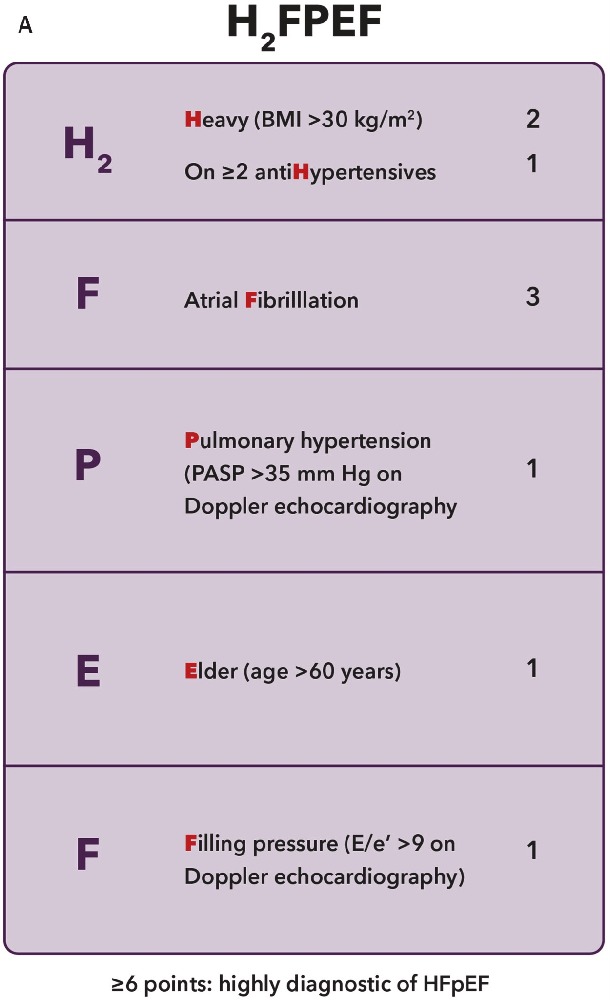 A
H₂FPEF
H₂
Heavy (BMI >30 kg/m²) 2
On ≥2 antiHypertensives 1
F
Atrial Fibrilllation 3
P
Pulmonary hypertension
(PASP >35 mm Hg on 1
Doppler echocardiography
E
Elder (age >60 years) 1
F
Filling pressure (E/e′ >9 on 1
Doppler echocardiography)
≥6 points: highly diagnostic of HFpEF